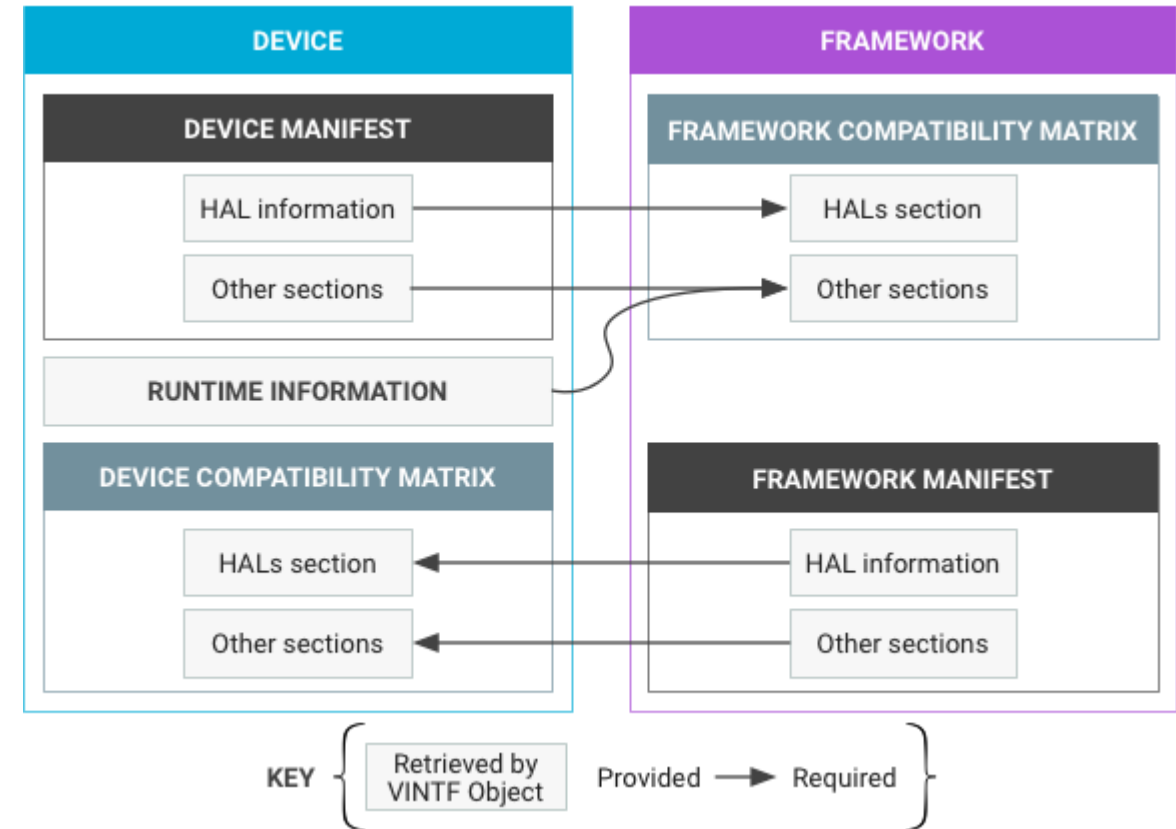 DEVICE
DEVICE MANIFEST
HAL information
Other sections
RUNTIME INFORMATION
DEVICE COMPATIBILITY MATRIX
HALs section
Other sections
FRAMEWORK
FRAMEWORK COMPATIBILITY MATRIX
HALs section
Other sections
FRAMEWORK MANIFEST
HAL information
Other sections
KEY
Retrieved by
VINTF Object
Provided
Required